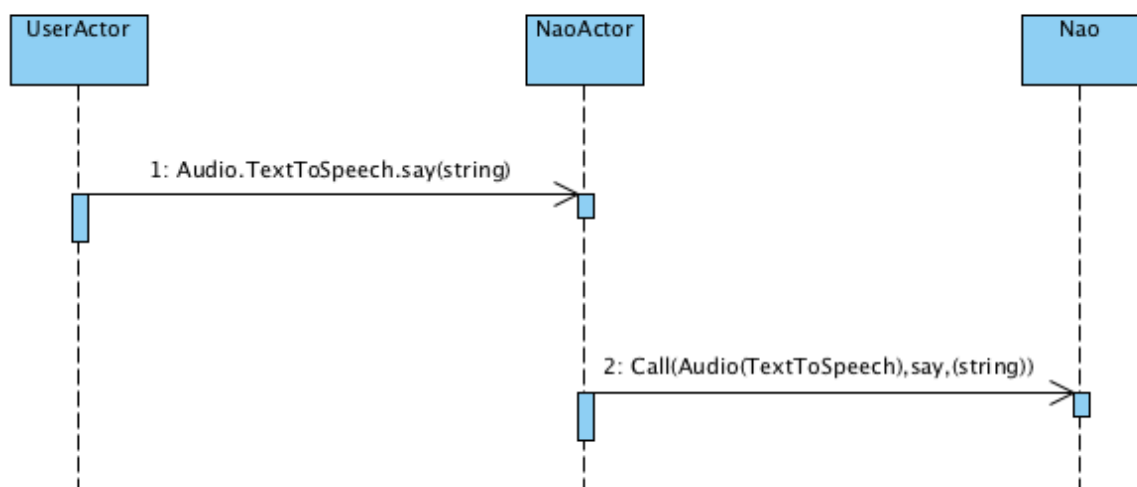 UserActor
NaoActor
Nao
1: Audio.TextToSpeech.say(string)
2: Call(Audio(TextToSpeech),say,(string))